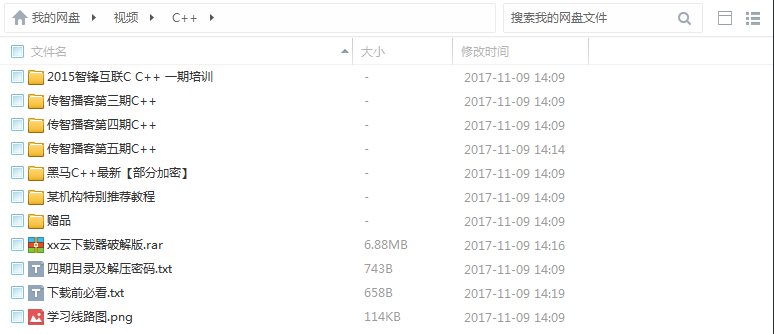 我的网盘 视频 C++ 搜索我的网盘文件
文件名 大小 修改时间
2015智锋互联C C++ 一期培训 - 2017-11-09 14:09
传智播客第三期C++ - 2017-11-09 14:09
传智播客第四期C++ - 2017-11-09 14:09
传智播客第五期C++ - 2017-11-09 14:14
黑马C++最新【部分加密】 - 2017-11-09 14:09
某机构特别推荐教程 - 2017-11-09 14:09
赠品 - 2017-11-09 14:09
xx云下载器破解版.rar 6.88MB 2017-11-09 14:16
四期目录及解压密码.txt 743B 2017-11-09 14:09
下载前必看.txt 658B 2017-11-09 14:19
学习线路图.png 114KB 2017-11-09 14:09